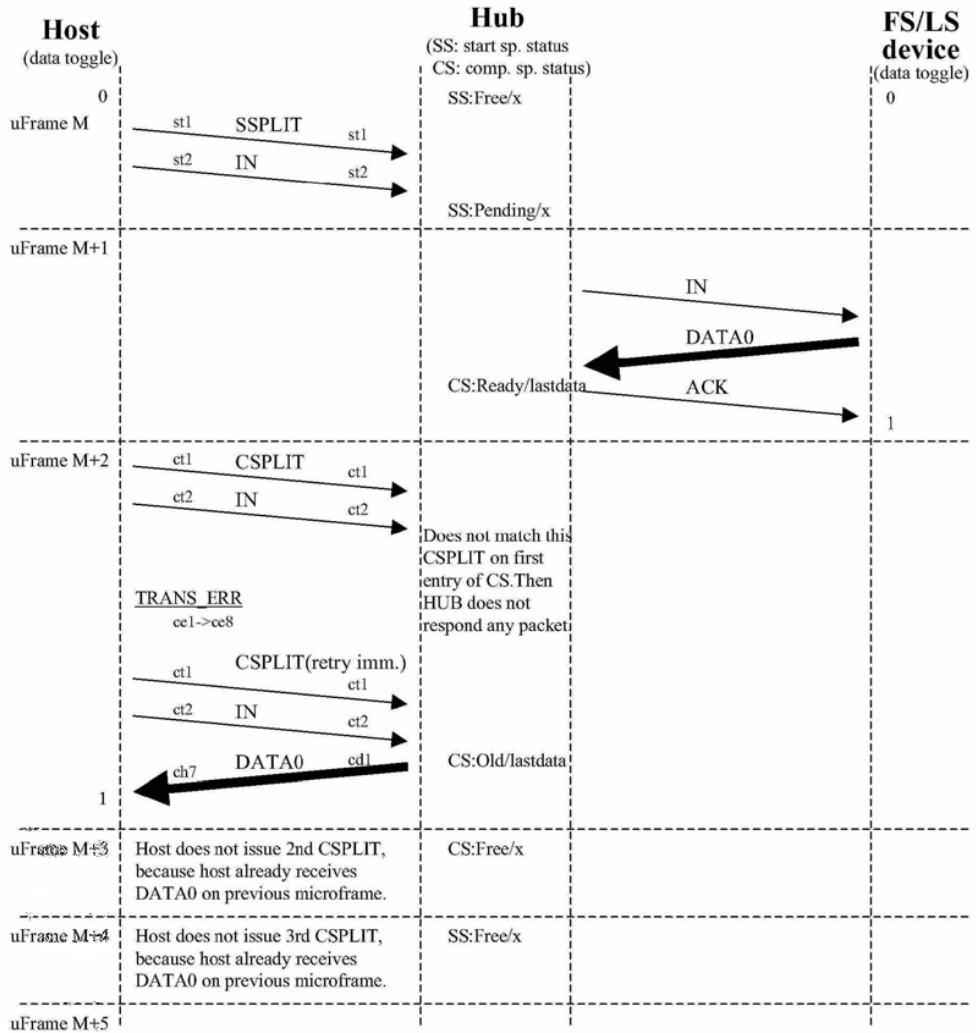 Host
(data toggle)
Hub
(SS: start sp. status
CS: comp. sp. status)
FS/LS
device
(data toggle)
0
SS:Free/x
0
uFrame M
st1
SSPLIT
st1
st2
IN
st2
SS:Pending/x
uFrame M+1
IN
DATA0
CS:Ready/lastdata
ACK
1
uFrame M+2
ct1
CSPLIT
ct1
ct2
IN
ct2
Does not match this
CSPLIT on first
entry of CS.Then
HUB does not
respond any packet
TRANS_ERR
ce1->ce8
CSPLIT(retry imm.)
ct1
ct1
ct2
IN
ct2
DATA0
cd1
CS:Old/lastdata
ch7
1
uFrame M+3
Host does not issue 2nd CSPLIT,
because host already receives
DATA0 on previous microframe.
CS:Free/x
uFrame M+4
Host does not issue 3rd CSPLIT,
because host already receives
DATA0 on previous microframe.
SS:Free/x
uFrame M+5